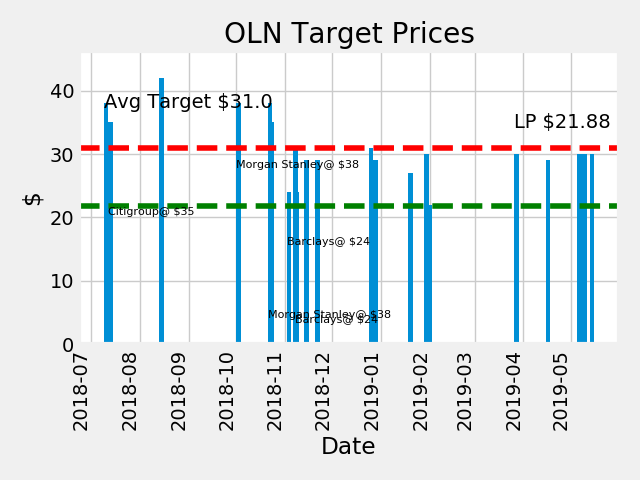 OLN Target Prices
40
Avg Target $31.0
LP $21.88
30
Morgan Stanley@ $38
20
Citigroup@ $35
$
Barclays@ $24
10
Morgan Stanley@ $38
Barclays@ $24
0
2018-07
2018-08
2018-09
2018-10
2018-11
2018-12
2019-01
2019-02
2019-03
2019-04
2019-05
Date